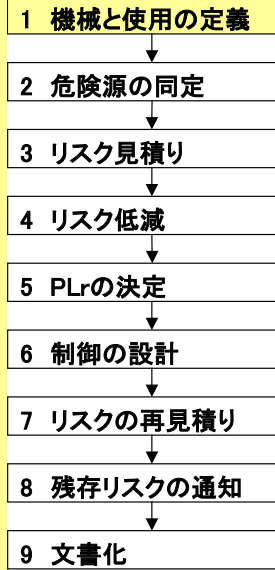 1 機械と使用の定義
2 危険源の同定
3 リスク見積り
4 リスク低減
5 PLrの決定
6 制御の設計
7 リスクの再見積り
8 残存リスクの通知
9 文書化